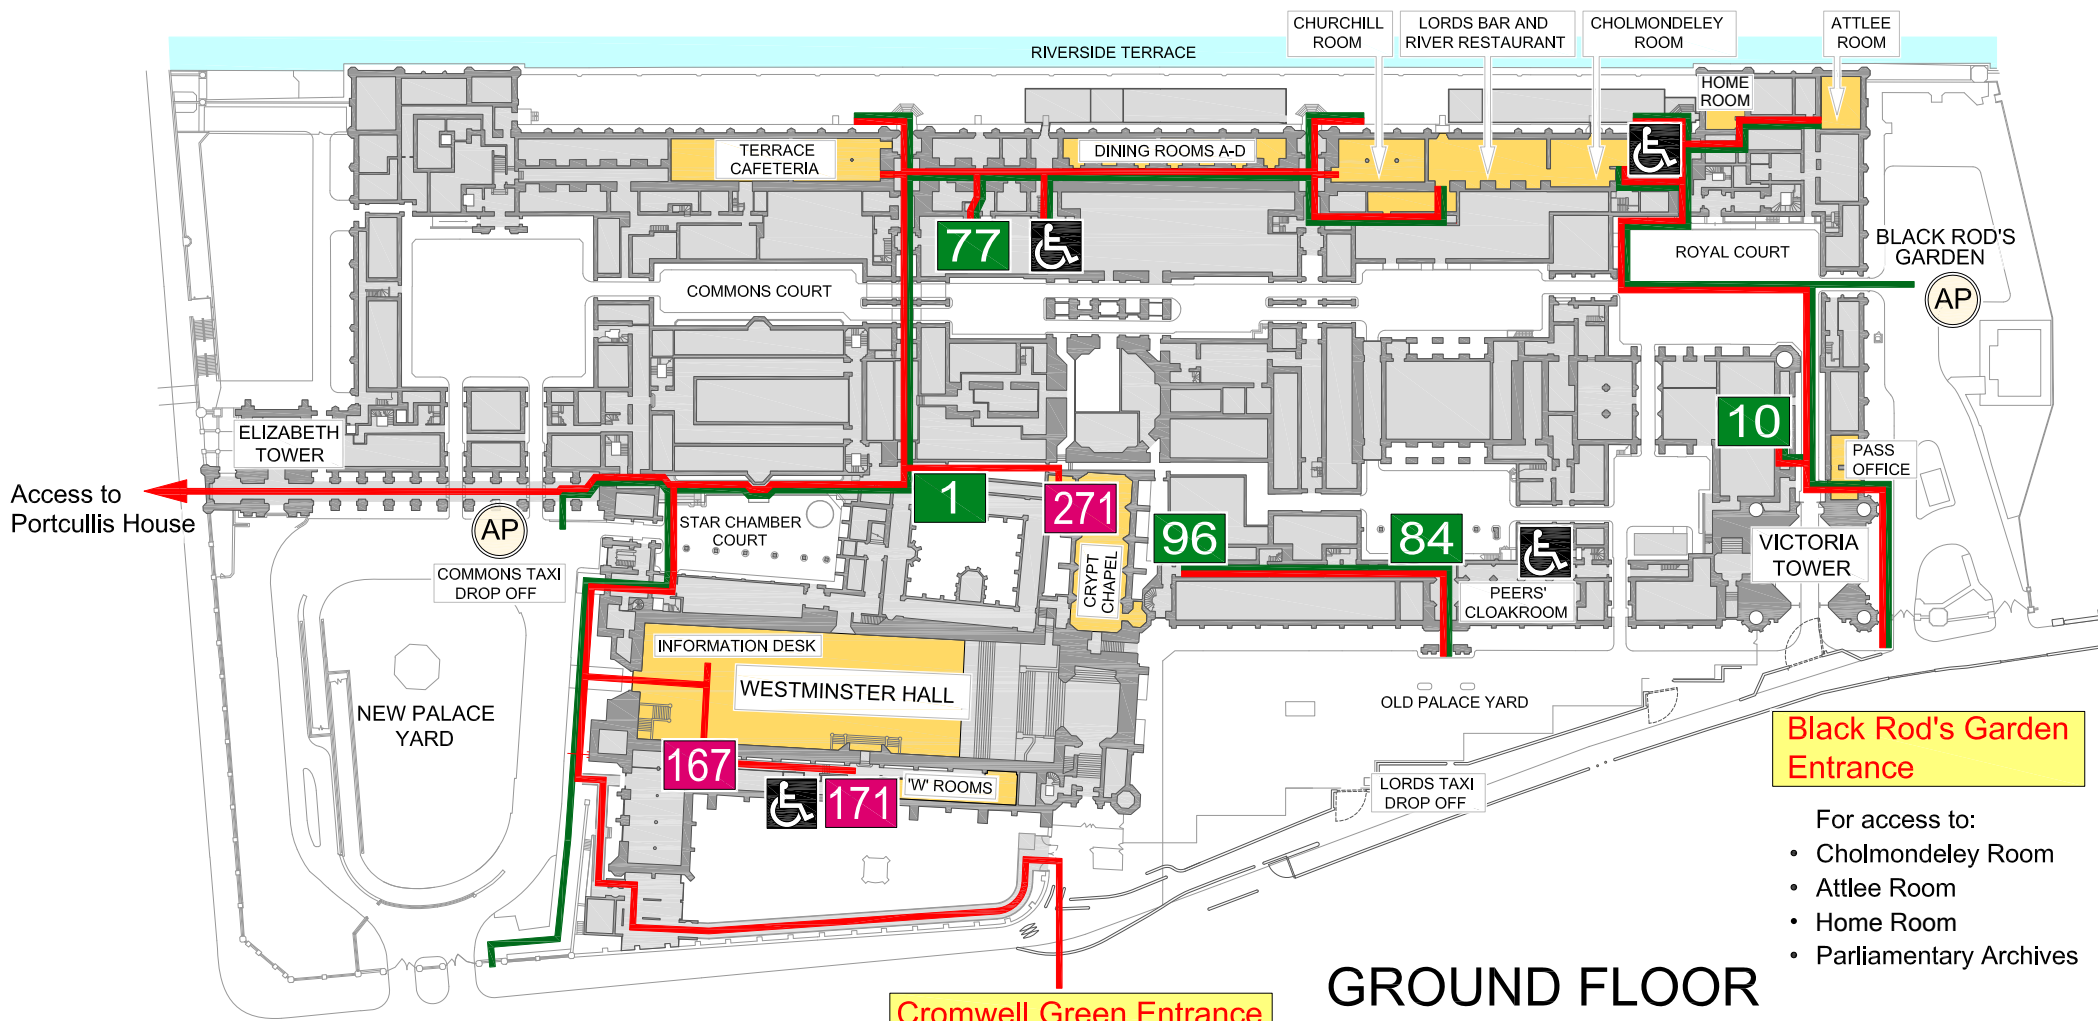 CHURCHILL
ROOM
LORDS BAR AND
RIVER RESTAURANT
CHOLMONDELEY
ROOM
ATTLEE
ROOM
RIVERSIDE TERRACE
HOME
ROOM
TERRACE
CAFETERIA
DINING ROOMS A-D
77
ROYAL COURT
BLACK ROD'S
GARDEN
AP
COMMONS COURT
10
ELIZABETH
TOWER
PASS
OFFICE
Access to
Portcullis House
1
271
AP
STAR CHAMBER
COURT
96
84
VICTORIA
TOWER
COMMONS TAXI
DROP OFF
CRYPT
CHAPEL
PEERS'
CLOAKROOM
INFORMATION DESK
WESTMINSTER HALL
OLD PALACE YARD
NEW PALACE
YARD
167
171
'W' ROOMS
LORDS TAXI
DROP OFF
Black Rod's Garden
Entrance
For access to:
• Cholmondeley Room
• Attlee Room
• Home Room
• Parliamentary Archives
GROUND FLOOR
Cromwell Green Entrance